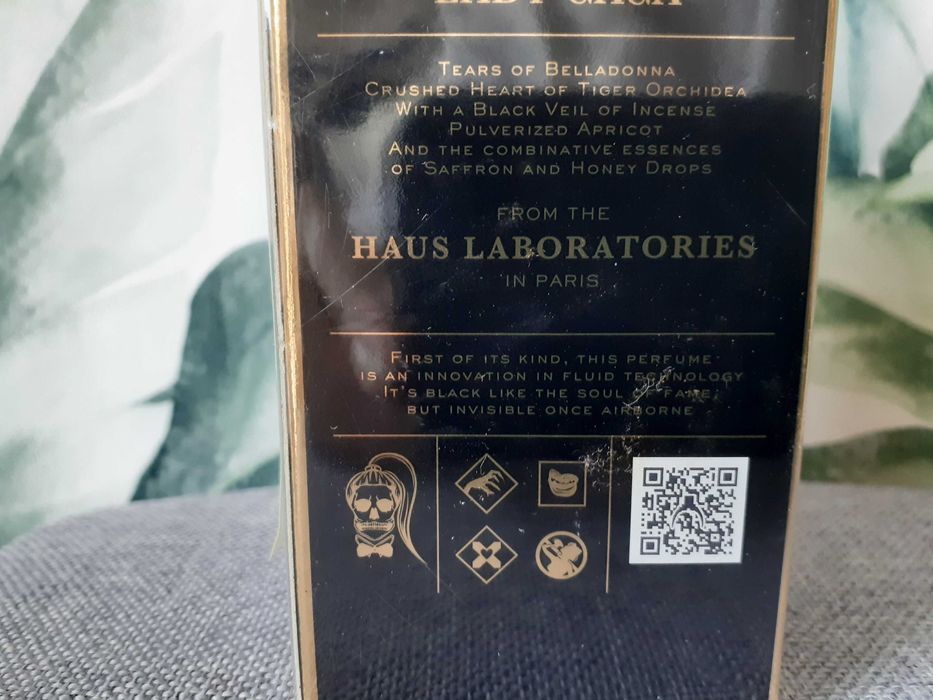 LADY GAGA
TEARS OF BELLADONNA
CRUSHED HEART OF TIGER ORCHIDEA
WITH A BLACK VEIL OF INCENSE
PULVERIZED APRICOT
AND THE COMBINATIVE ESSENCES
OF SAFFRON AND HONEY DROPS
FROM THE
HAUS LABORATORIES
IN PARIS
FIRST OF ITS KIND, THIS PERFUME
IS AN INNOVATION IN FLUID TECHNOLOGY
IT'S BLACK LIKE THE SOUL OF FAME,
BUT INVISIBLE ONCE AIRBORNE